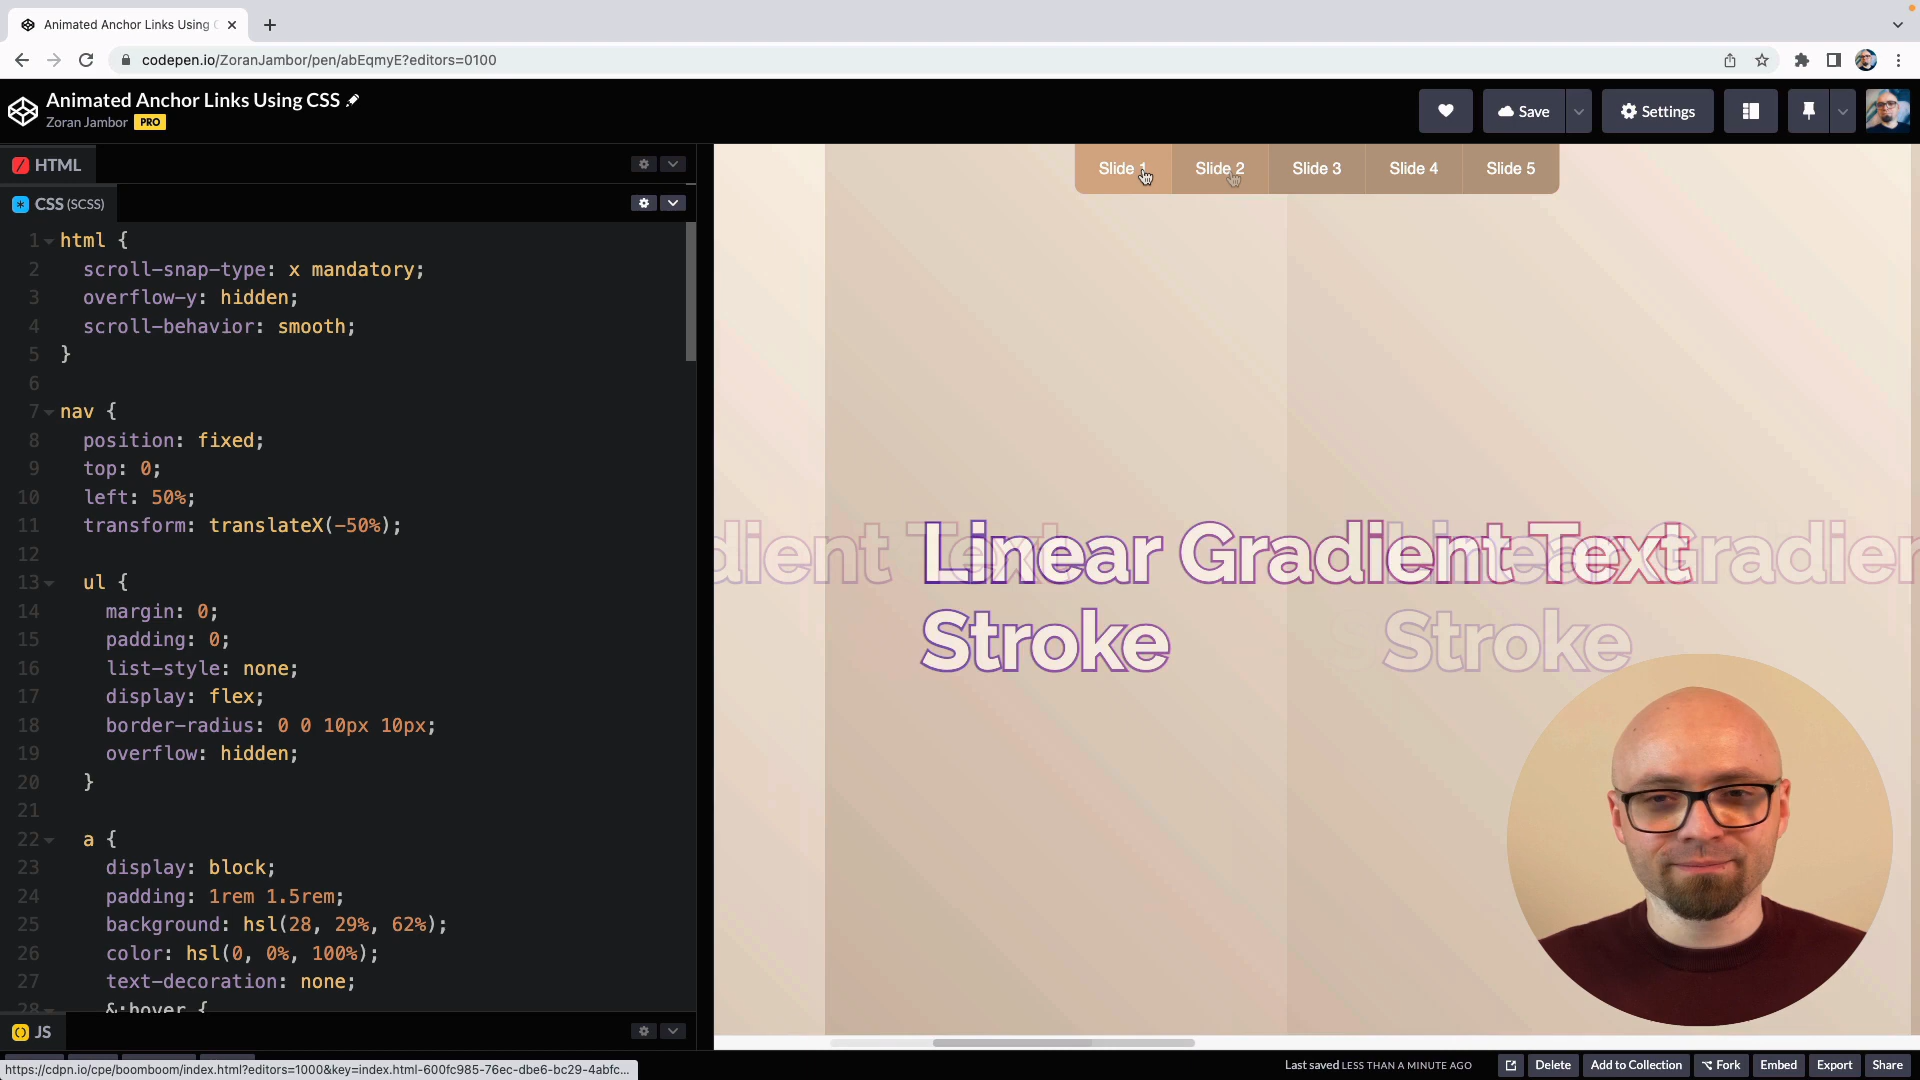 Animated Anchor Links Using
codepen.io/ZoranJambor/pen/abEqmyE?editors=0100
Animated Anchor Links Using CSS
Zoran Jambor PRO
Save
Settings
HTML
CSS (SCSS)
1 html {
2 scroll-snap-type: x mandatory;
3 overflow-y: hidden;
4 scroll-behavior: smooth;
5 }
6
7 nav {
8 position: fixed;
9 top: 0;
10 left: 50%;
11 transform: translateX(-50%);
12
13 ul {
14 margin: 0;
15 padding: 0;
16 list-style: none;
17 display: flex;
18 border-radius: 0 0 10px 10px;
19 overflow: hidden;
20 }
21
22 a {
23 display: block;
24 padding: 1rem 1.5rem;
25 background: hsl(28, 29%, 62%);
26 color: hsl(0, 0%, 100%);
27 text-decoration: none;
28 &:hover {
JS
Slide 1 Slide 2 Slide 3 Slide 4 Slide 5
Linear Gradient Text
Stroke
Stroke
https://cdpn.io/cpe/boomboom/index.html?editors=1000&key=index.html-600fc985-76ec-dbe6-bc29-4abfc...
Last saved LESS THAN A MINUTE AGO
Delete
Add to Collection
Fork
Embed
Export
Share